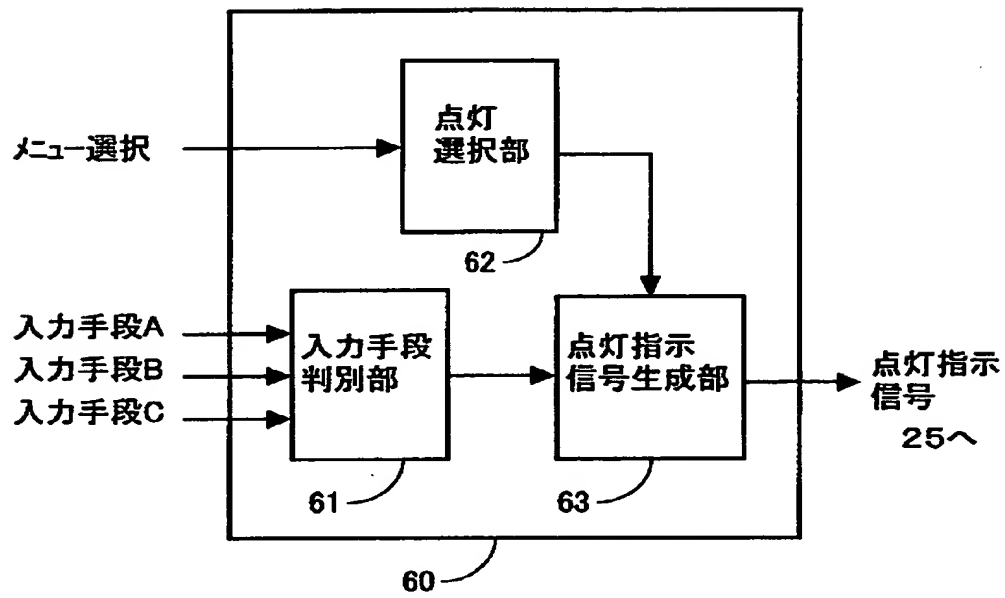 メニュー選択
点灯
選択部
62
入力手段A
入力手段B
入力手段C
入力手段
判別部
61
点灯指示
信号生成部
63
点灯指示
信号
25へ
60